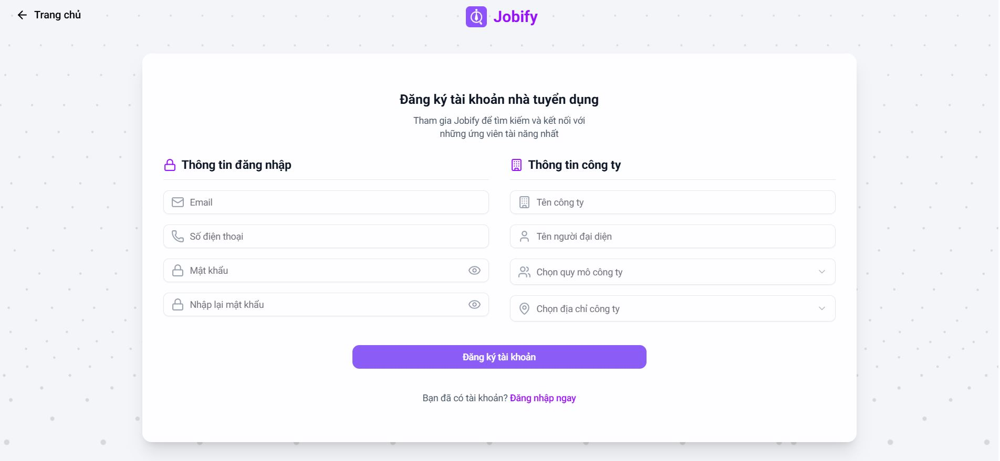 Trang chủ
Jobify
Đăng ký tài khoản nhà tuyển dụng
Tham gia Jobify để tìm kiếm và kết nối với
những ứng viên tài năng nhất
Thông tin đăng nhập
Email
Số điện thoại
Mật khẩu
Nhập lại mật khẩu
Thông tin công ty
Tên công ty
Tên người đại diện
Chọn quy mô công ty
Chọn địa chỉ công ty
Đăng ký tài khoản
Bạn đã có tài khoản? Đăng nhập ngay